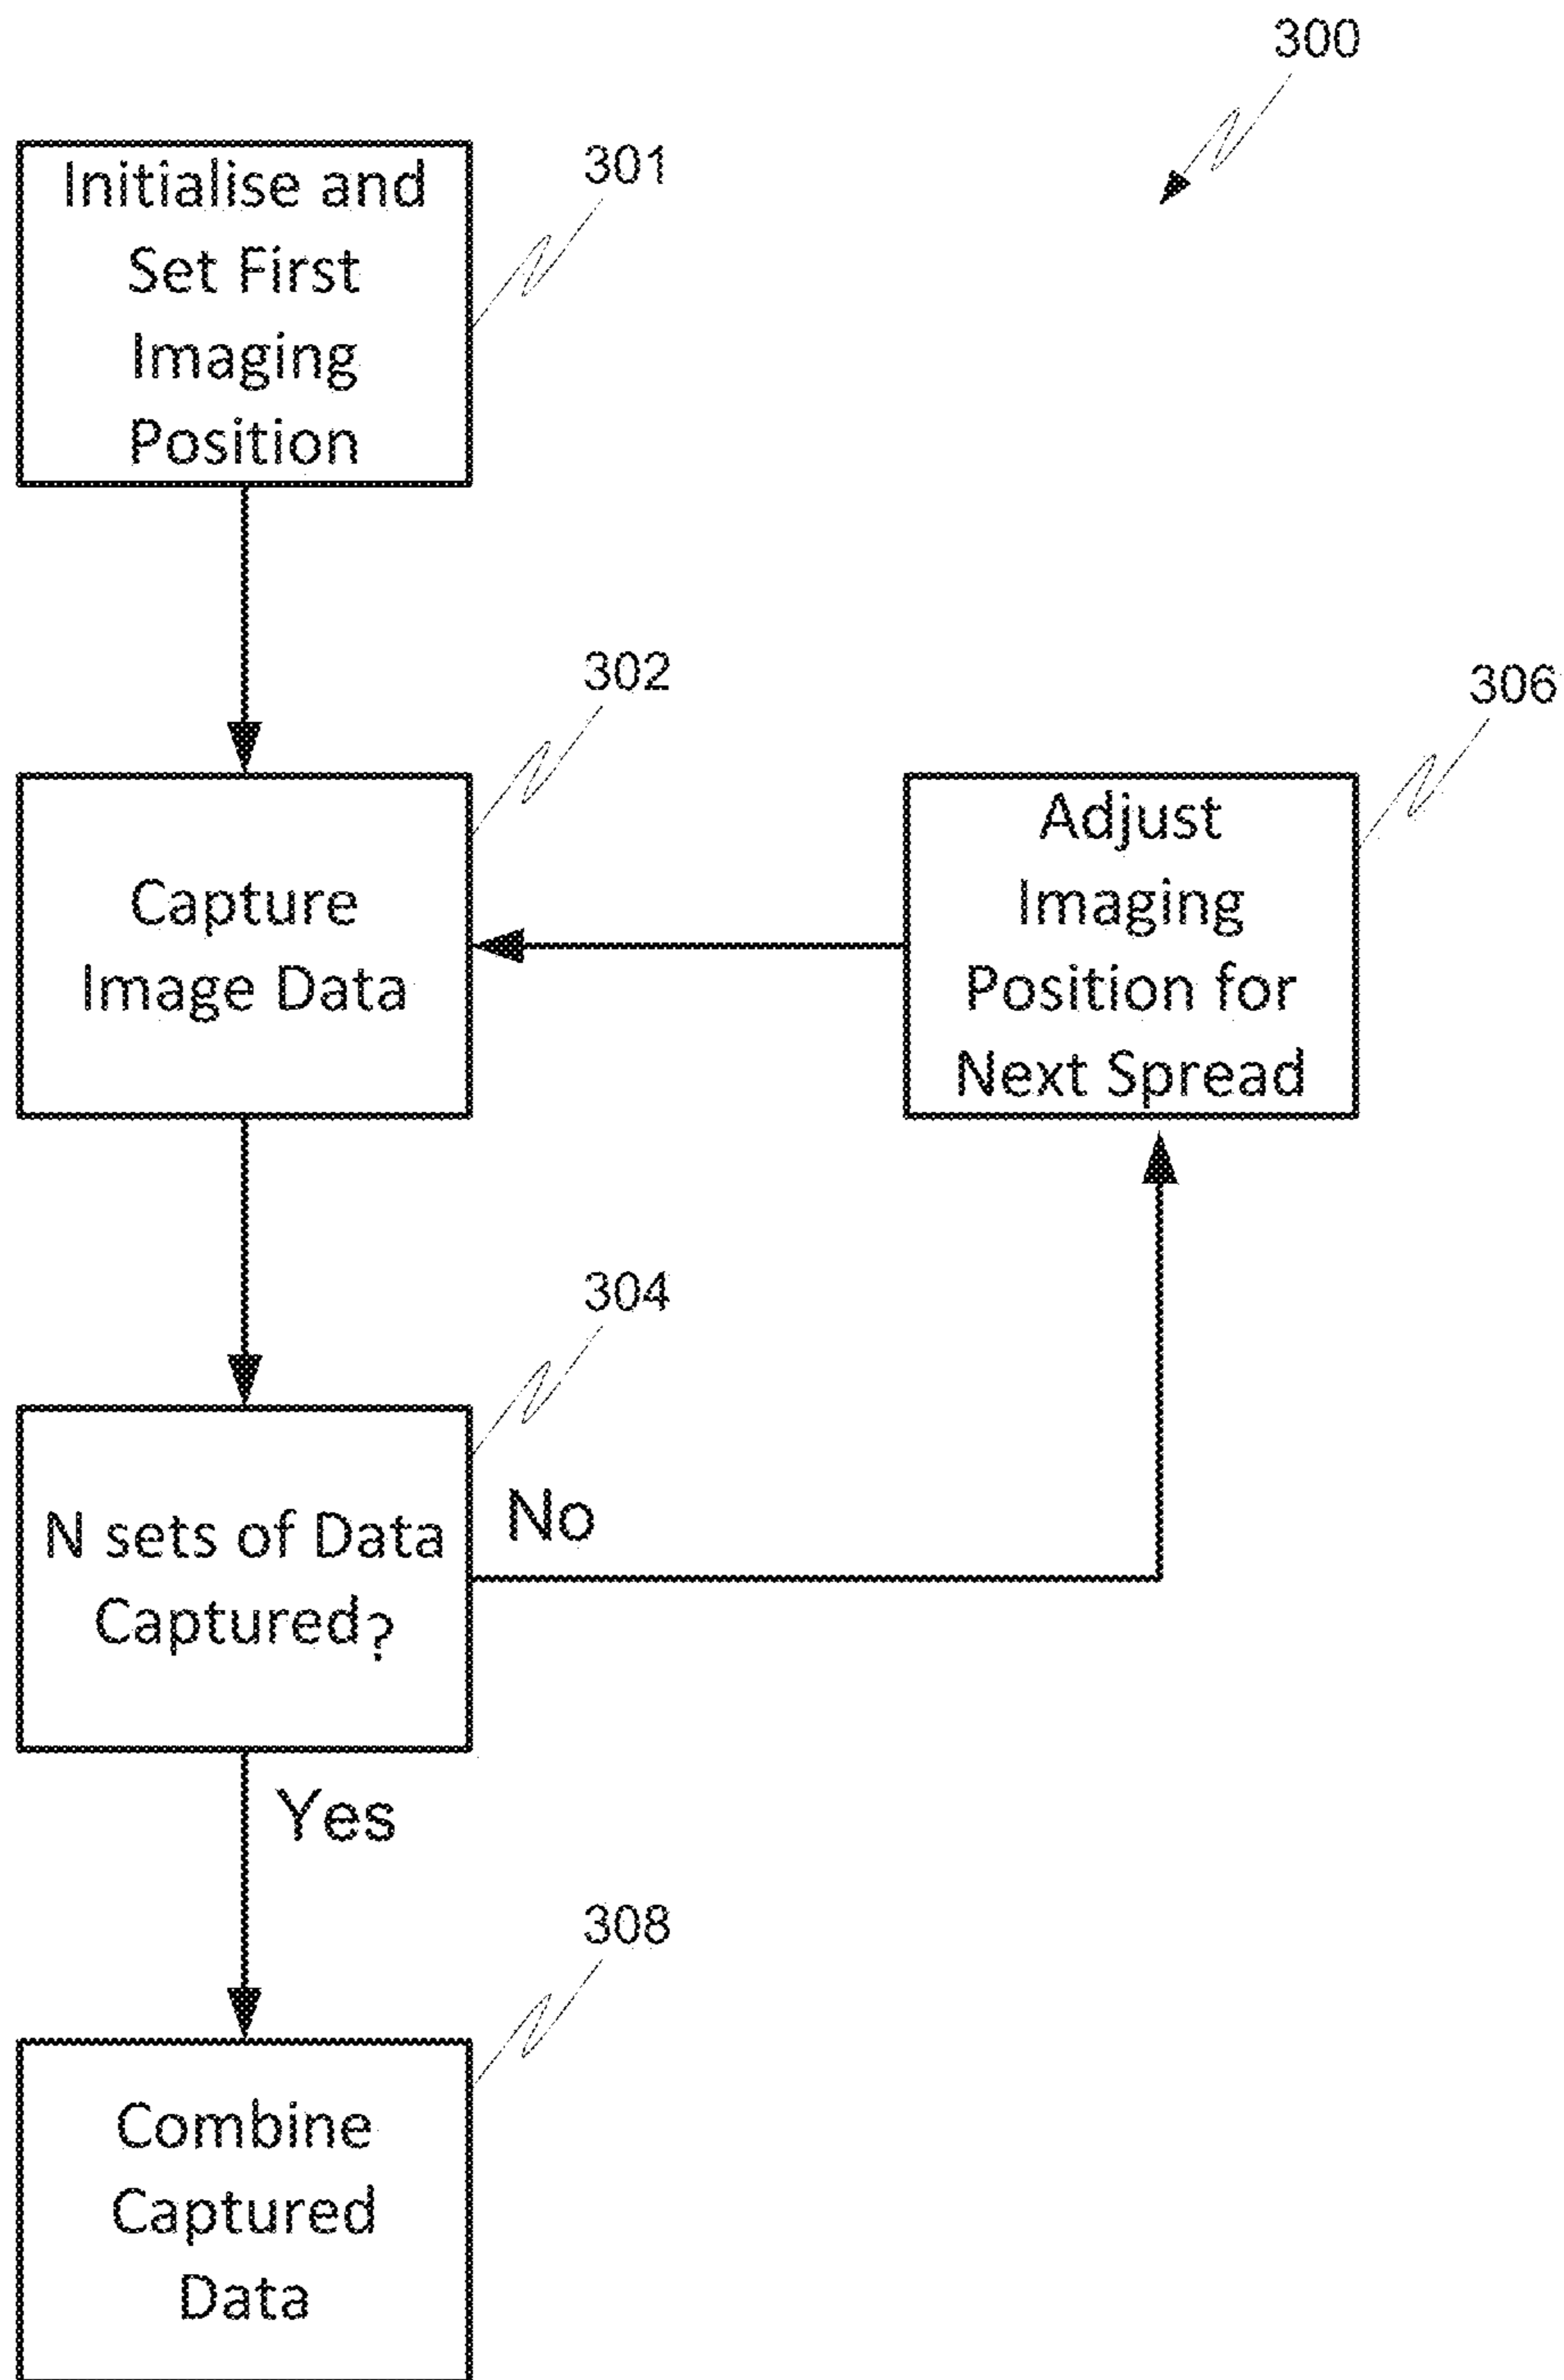 300
301
Initialise and
Set First
Imaging
Position
302
Capture
Image Data
306
Adjust
Imaging
Position for
Next Spread
304
N sets of Data
Captured?
No
Yes
308
Combine
Captured
Data